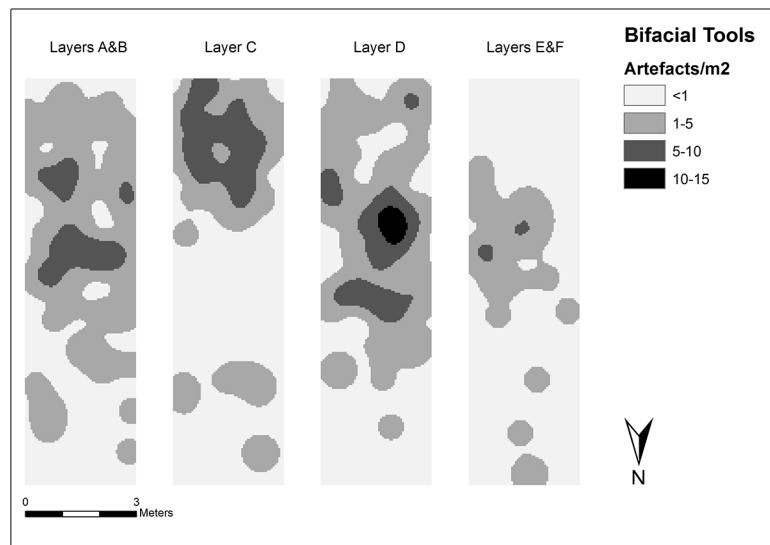 Layers A&B
Layer C
Layer D
Layers E&F
Bifacial Tools
Artefacts/m2
<1
1-5
5-10
10-15
N
0 3
Meters